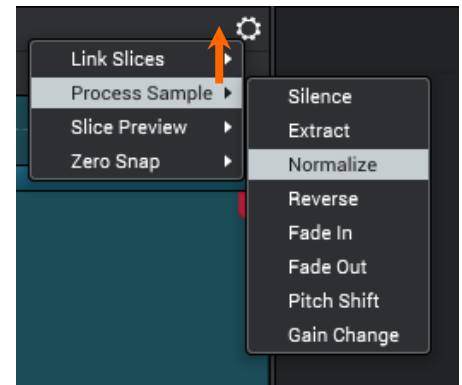 Link Slices
Process Sample
Slice Preview
Zero Snap
Silence
Extract
Normalize
Reverse
Fade In
Fade Out
Pitch Shift
Gain Change